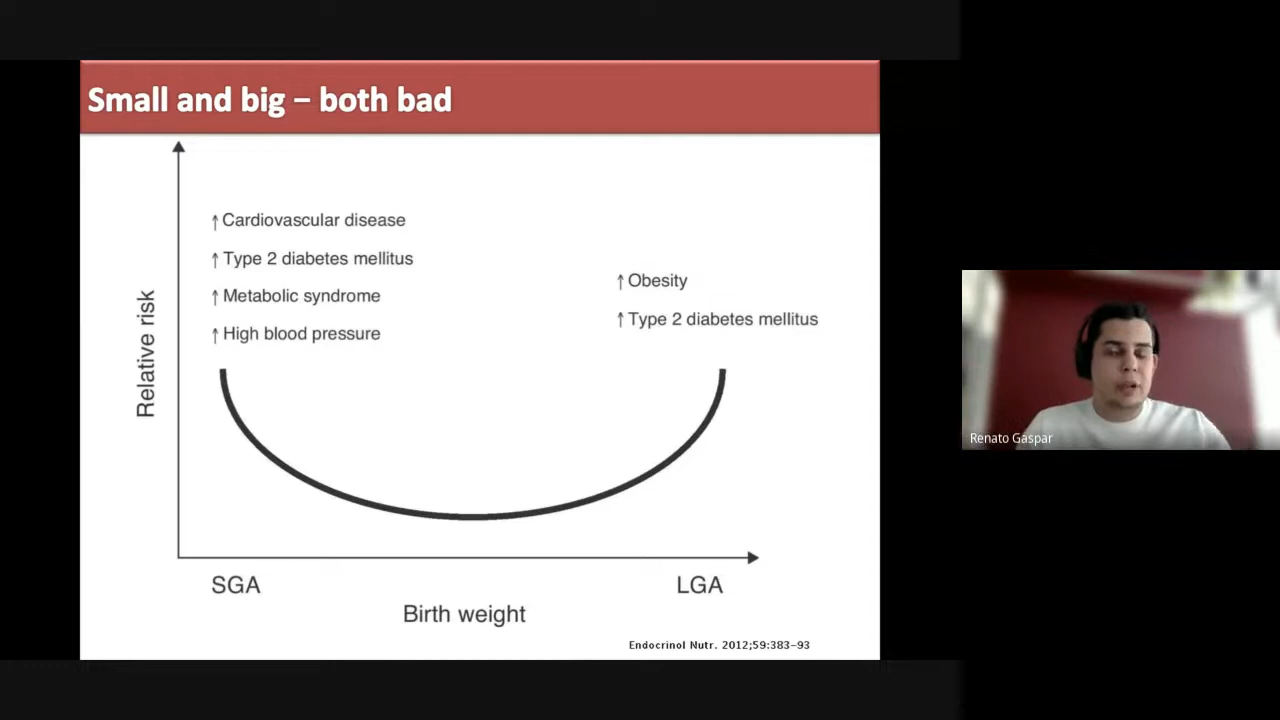 Small and big – both bad
↑ Cardiovascular disease
↑ Type 2 diabetes mellitus
↑ Metabolic syndrome
↑ High blood pressure
↑ Obesity
↑ Type 2 diabetes mellitus
Relative risk
SGA
LGA
Birth weight
Endocrinol Nutr. 2012;59:383–93
Renato Gaspar